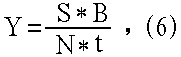 Y = S * B / N * t , (6)